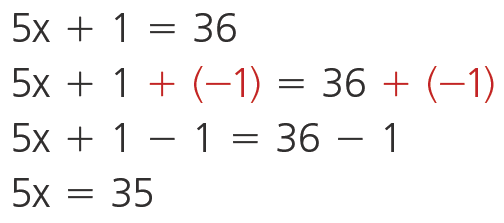 5x + 1 = 36
5x + 1 + (−1) = 36 + (−1)
5x + 1 − 1 = 36 − 1
5x = 35